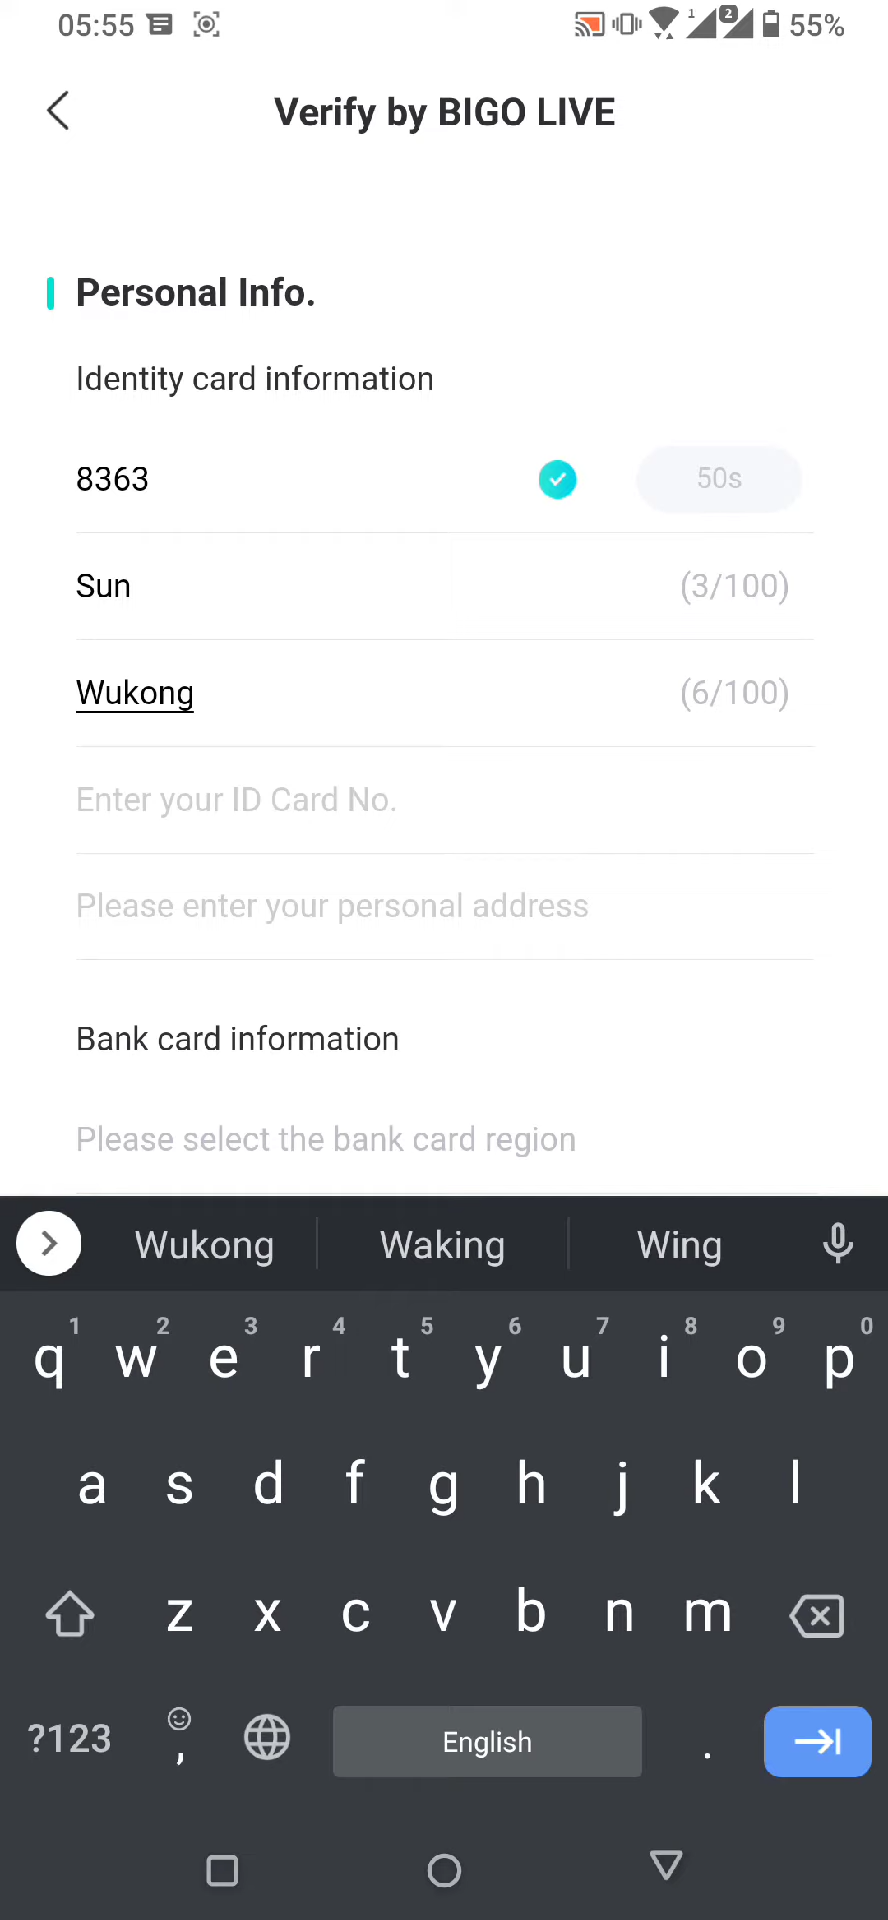 05:55 1 2 55%
Verify by BIGO LIVE
Personal Info.
Identity card information
8363 50s
Sun (3/100)
Wukong (6/100)
Enter your ID Card No.
Please enter your personal address
Bank card information
Please select the bank card region
Wukong Waking Wing
1 2 3 4 5 6 7 8 9 0
q w e r t y u i o p
a s d f g h j k l
z x c v b n m
?123 , English .